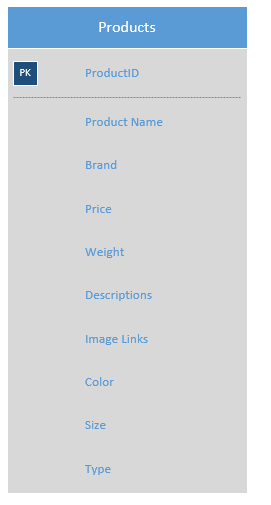 Products
PK ProductID
Product Name
Brand
Price
Weight
Descriptions
Image Links
Color
Size
Type